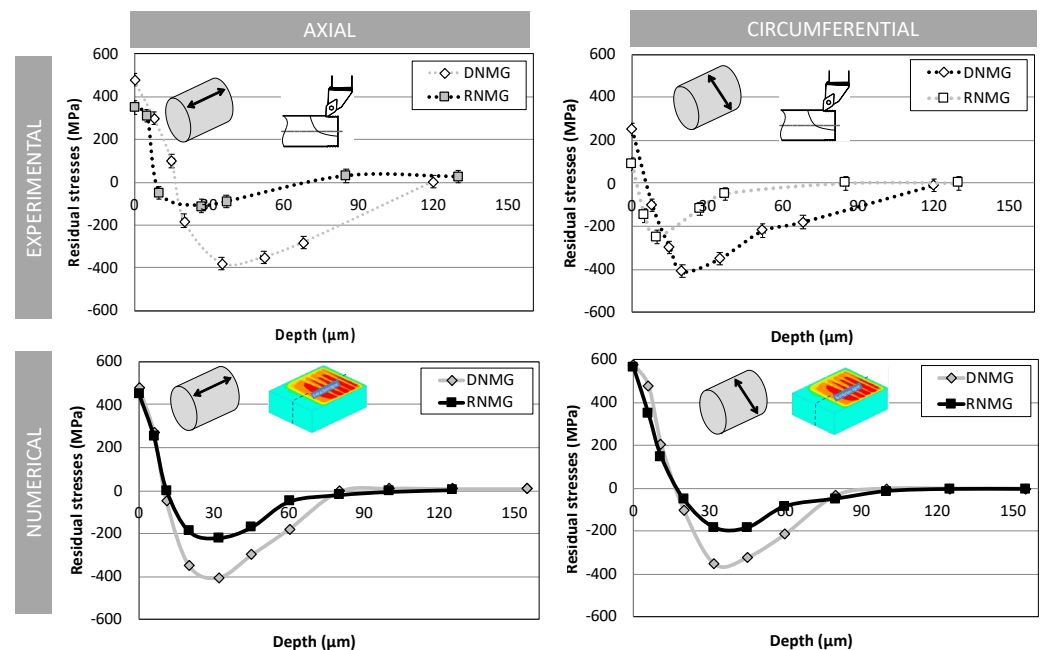 AXIAL
CIRCUMFERENTIAL
EXPERIMENTAL
Residual stresses (MPa)
600
400
200
0
-200
-400
-600
0
30
60
90
120
150
Depth (µm)
DNMG
RNMG
Residual stresses (MPa)
600
400
200
0
-200
-400
-600
0
30
60
90
120
150
Depth (µm)
DNMG
RNMG
NUMERICAL
Residual stresses (MPa)
600
400
200
0
-200
-400
-600
0
30
60
90
120
150
Depth (µm)
DNMG
RNMG
Residual stresses (MPa)
600
400
200
0
-200
-400
-600
0
30
60
90
120
150
Depth (µm)
DNMG
RNMG